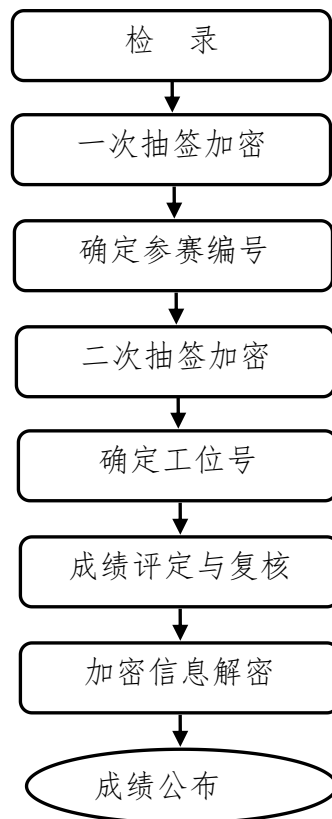 检 录
一次抽签加密
确定参赛编号
二次抽签加密
确定工位号
成绩评定与复核
加密信息解密
成绩公布